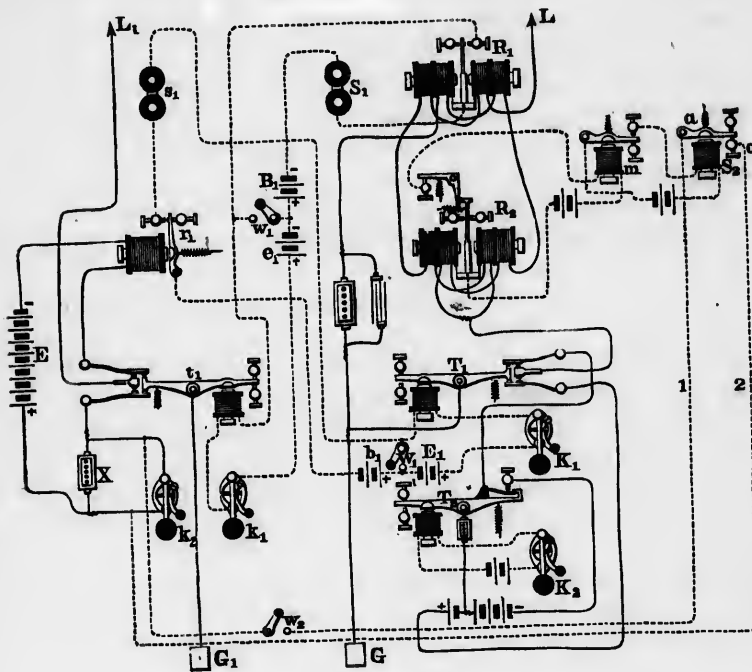 L₁
R₁
L
s₁
S₁
a
m
S₂
B₁
r₁
w₁
R₂
e₁
E
+
t₁
T₁
1
2
b₁
W₁
E₁
+
+
K₁
X
k₂
k₁
K₂
+
−
w₂
G₁
G